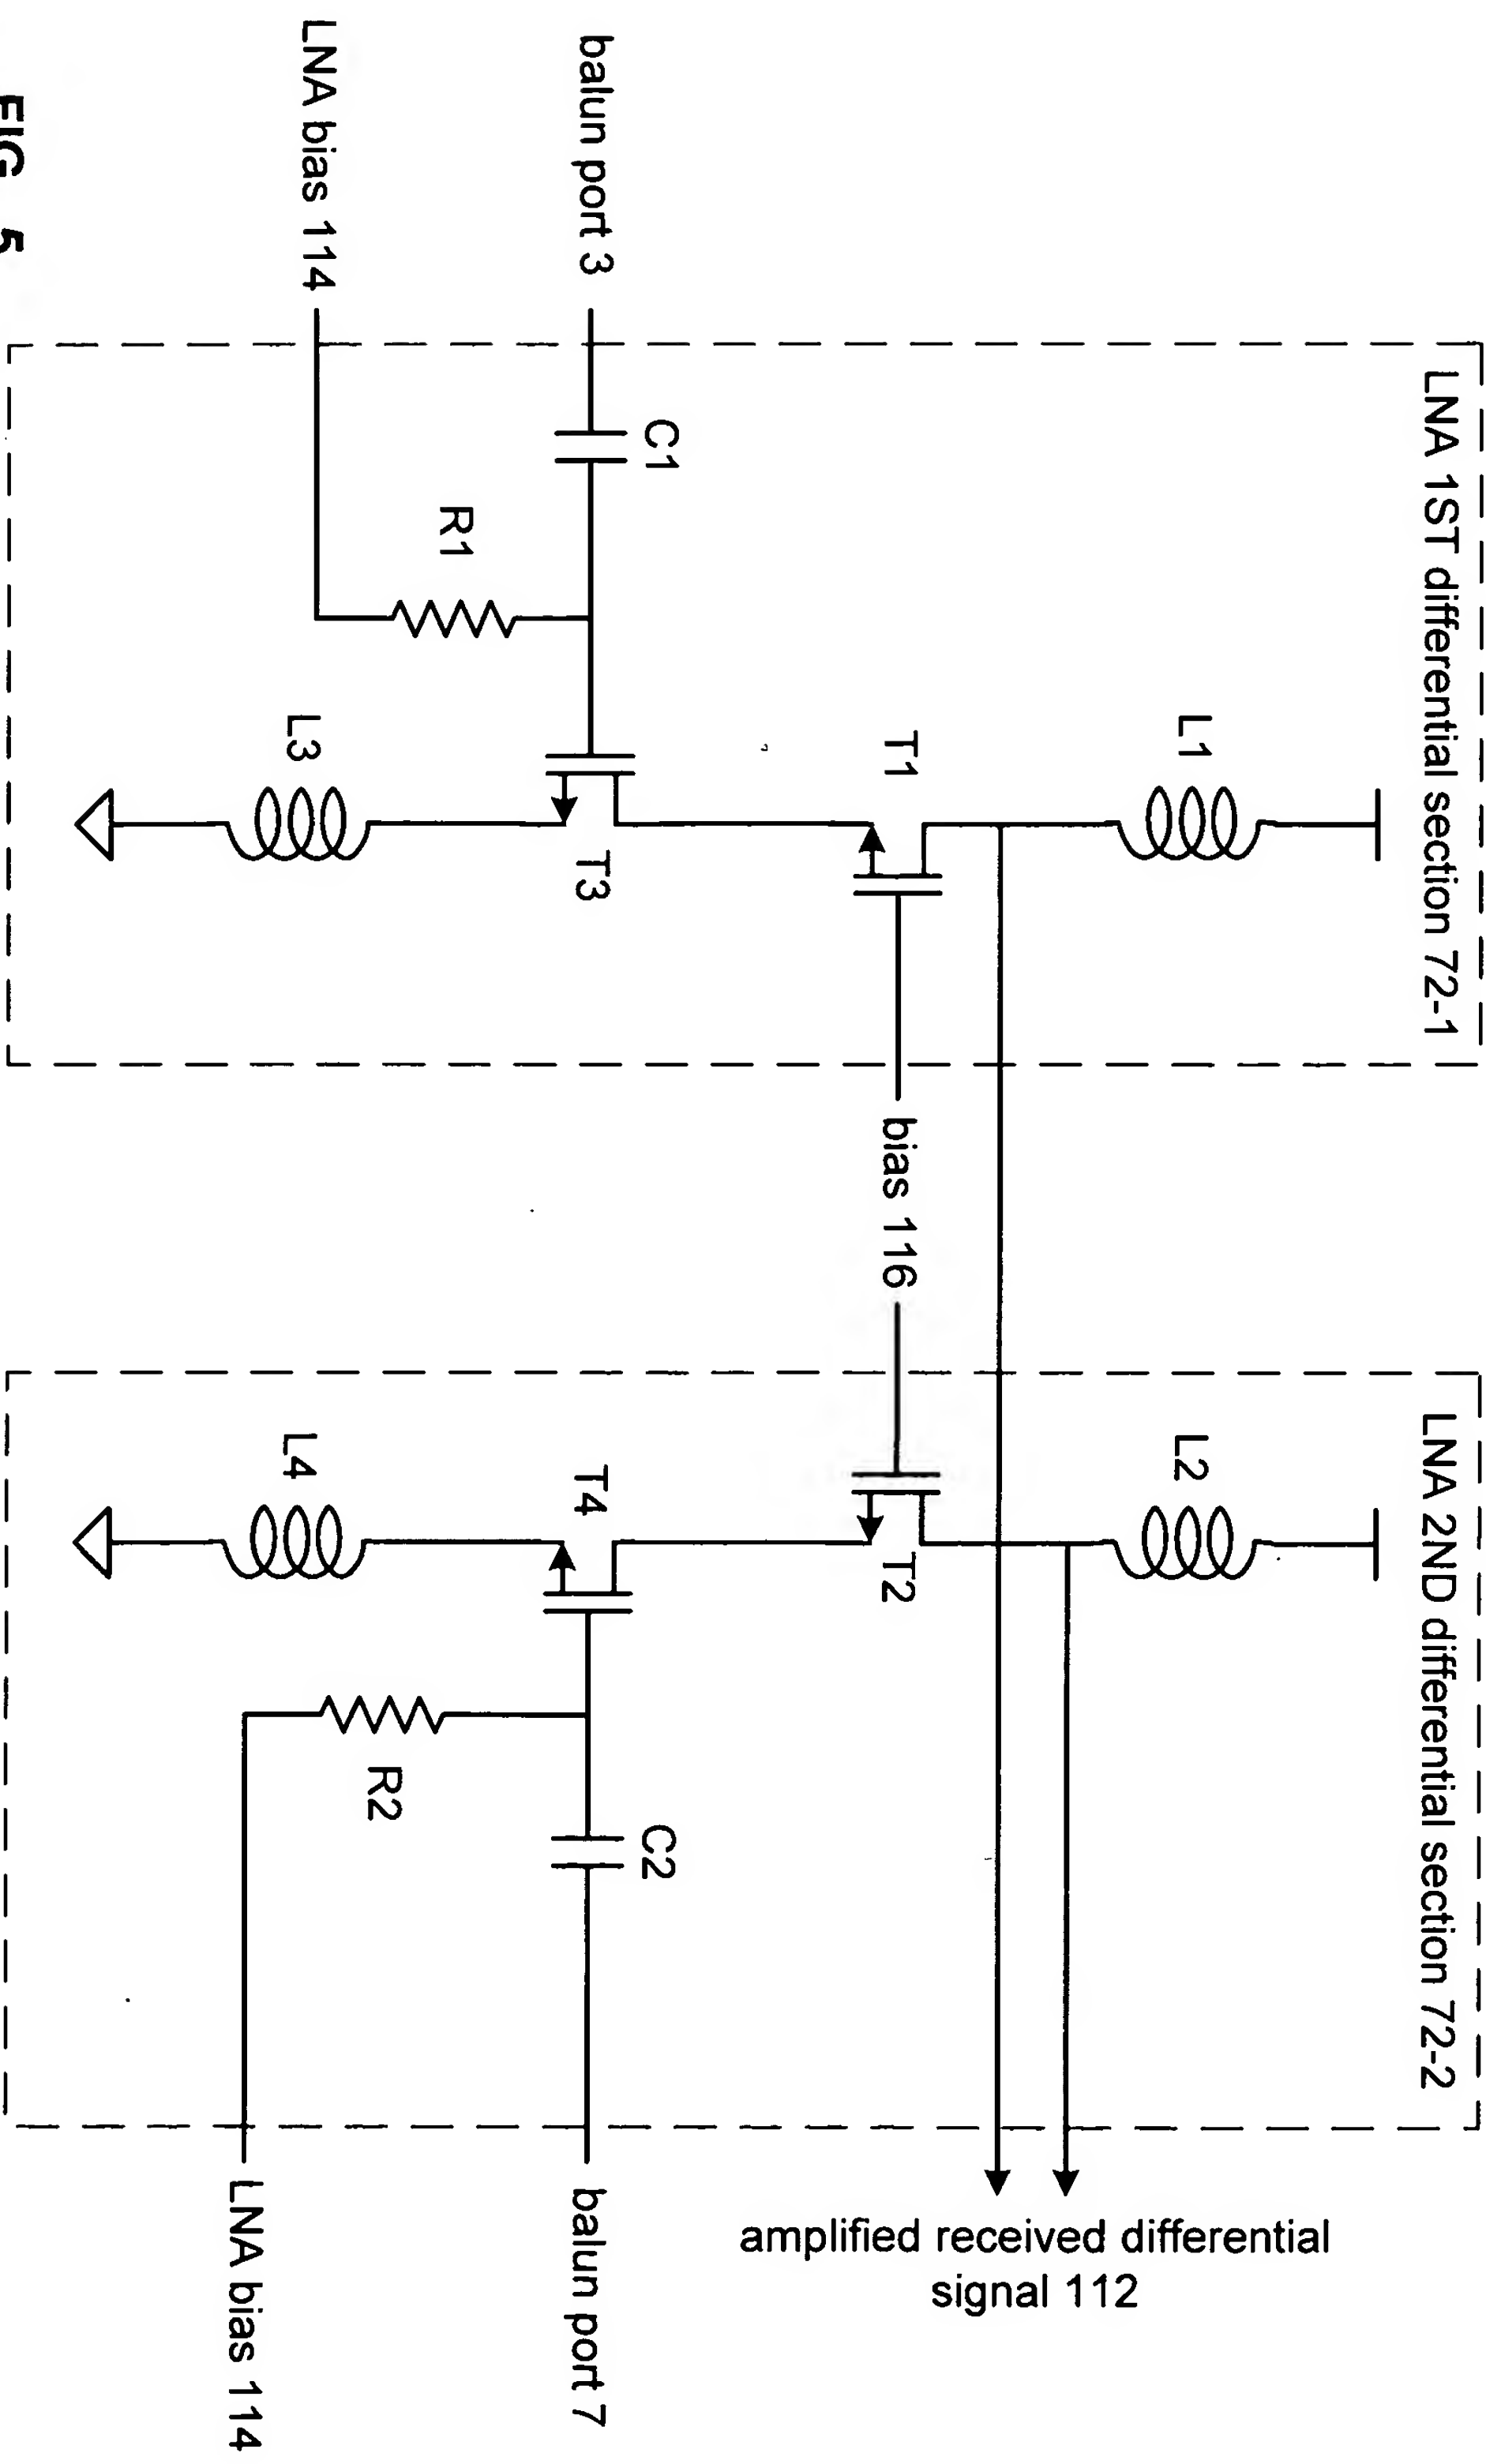 LNA 1ST differential section 72-1
LNA 2ND differential section 72-2
L1
L2
amplified received differential
signal 112
T1
bias 116
T2
balun port 3
C1
T3
T4
C2
balun port 7
R1
R2
LNA bias 114
L3
L4
LNA bias 114
FIG. 5